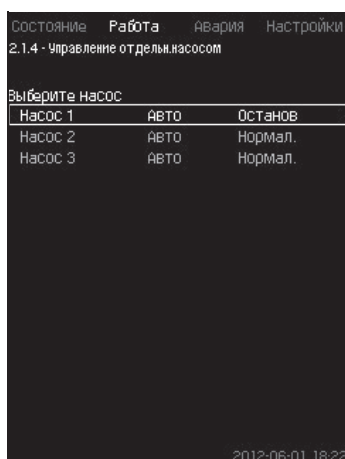 Состояние Работа Авария Настройки
2.1.4 - Управление отдельн.насосом
Выберите насос
Насос 1 Авто Останов
Насос 2 Авто Нормал.
Насос 3 Авто Нормал.
2012-06-01 18:22